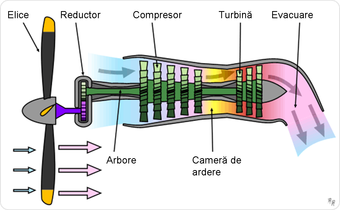 Elice Reductor Compresor Turbină Evacuare
Arbore Cameră de
ardere